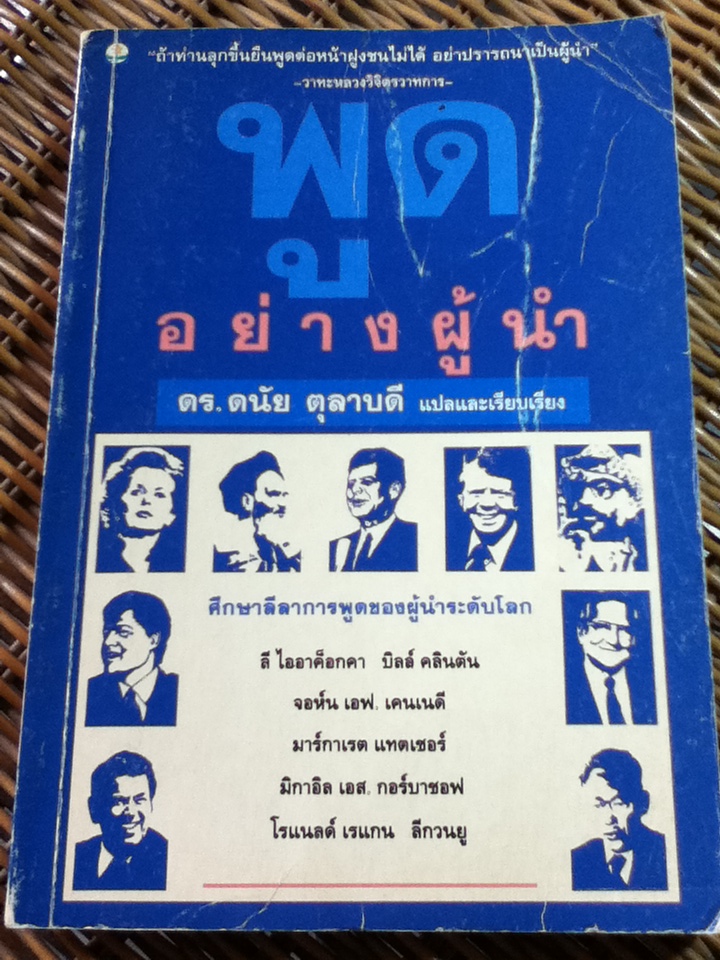 “ถ้าท่านลุกขึ้นยืนพูดต่อหน้าฝูงชนไม่ได้ อย่าปรารถนาเป็นผู้นำ”
–วาทะหลวงวิจิตรวาทการ–
พูด
อย่างผู้นำ
ดร. ดนัย ตุลาบดี แปลและเรียบเรียง
ศึกษาลีลาการพูดของผู้นำระดับโลก
ลี ไออาค็อกคา บิลล์ คลินตัน
จอห์น เอฟ. เคนเนดี
มาร์กาเรต แทตเชอร์
มิกาอิล เอส. กอร์บาชอฟ
โรแนลด์ เรแกน ลีกวนยู